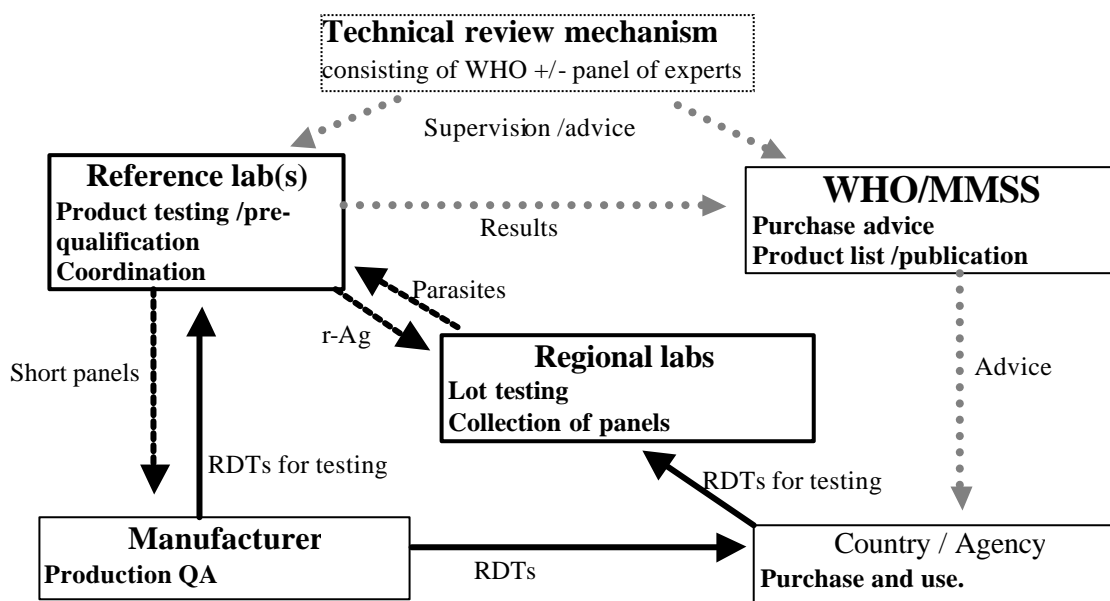 Technical review mechanism
consisting of WHO +/- panel of experts
Supervision /advice
Reference lab(s)
Product testing /pre-
qualification
Coordination
WHO/MMSS
Purchase advice
Product list /publication
Results
Parasites
r-Ag
Regional labs
Lot testing
Collection of panels
Short panels
Advice
RDTs for testing
RDTs for testing
Manufacturer
Production QA
RDTs
Country / Agency
Purchase and use.